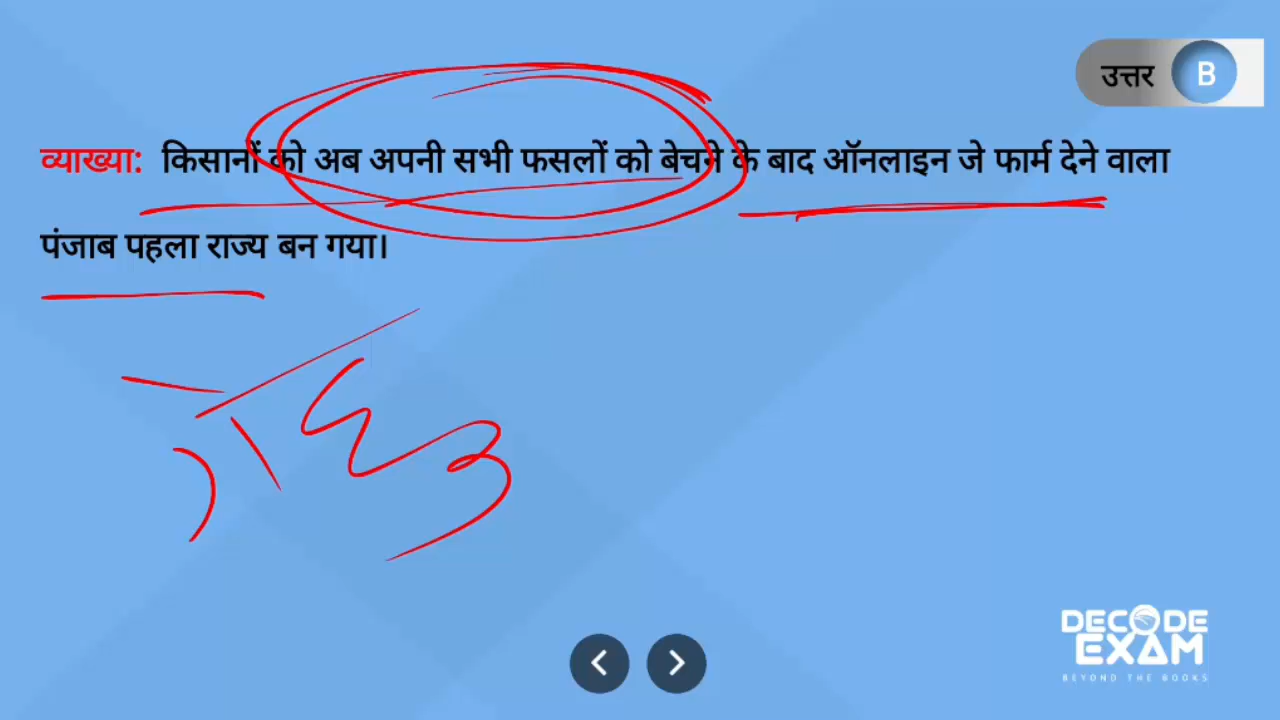 उत्तर B
व्याख्या: किसानों को अब अपनी सभी फसलों को बेचने के बाद ऑनलाइन जे फार्म देने वाला
पंजाब पहला राज्य बन गया।
DECODE
EXAM
BEYOND THE BOOKS